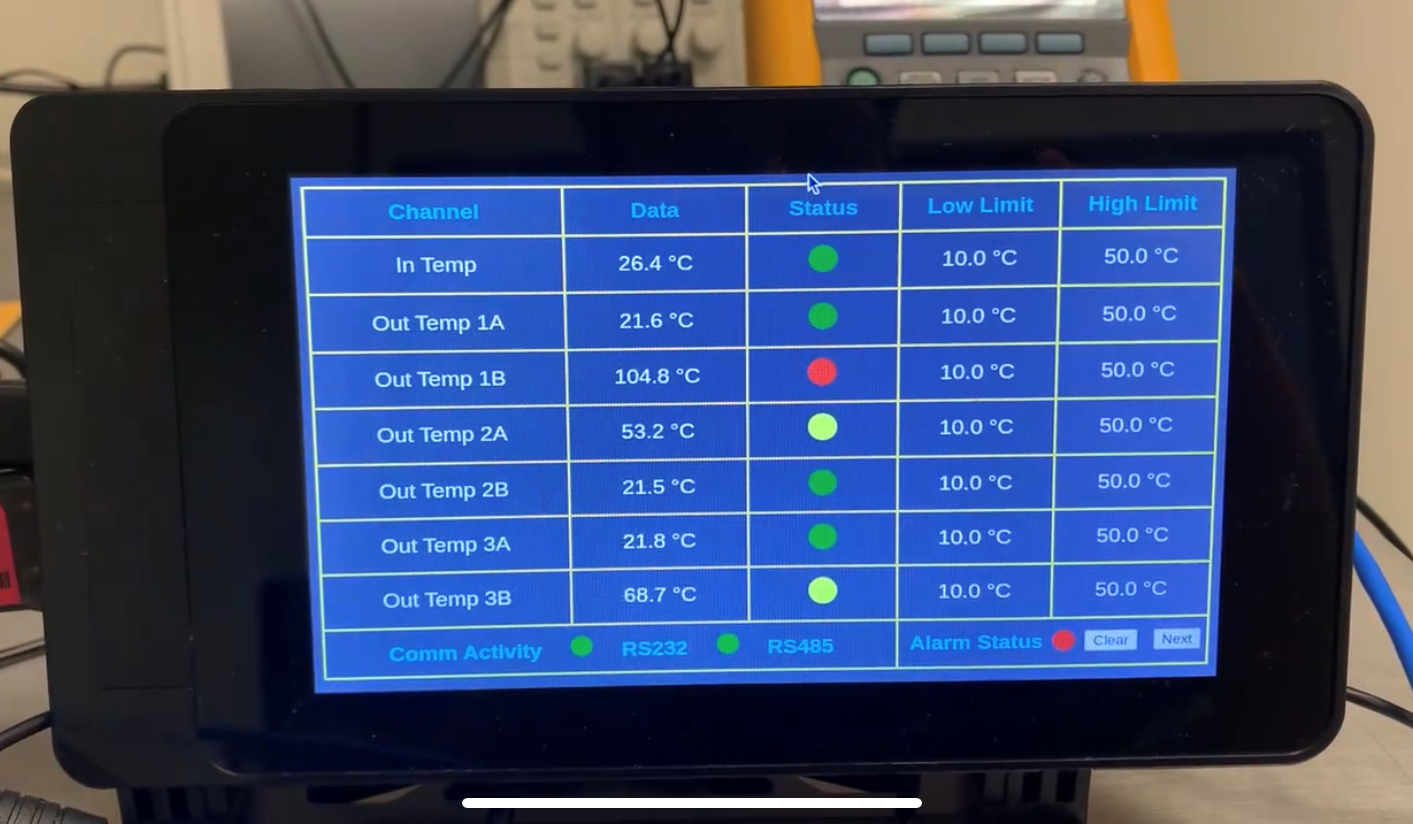 Channel Data Status Low Limit High Limit
In Temp 26.4 °C 10.0 °C 50.0 °C
Out Temp 1A 21.6 °C 10.0 °C 50.0 °C
Out Temp 1B 104.8 °C 10.0 °C 50.0 °C
Out Temp 2A 53.2 °C 10.0 °C 50.0 °C
Out Temp 2B 21.5 °C 10.0 °C 50.0 °C
Out Temp 3A 21.8 °C 10.0 °C 50.0 °C
Out Temp 3B 68.7 °C 10.0 °C 50.0 °C
Comm Activity RS232 RS485 Alarm Status Clear Next